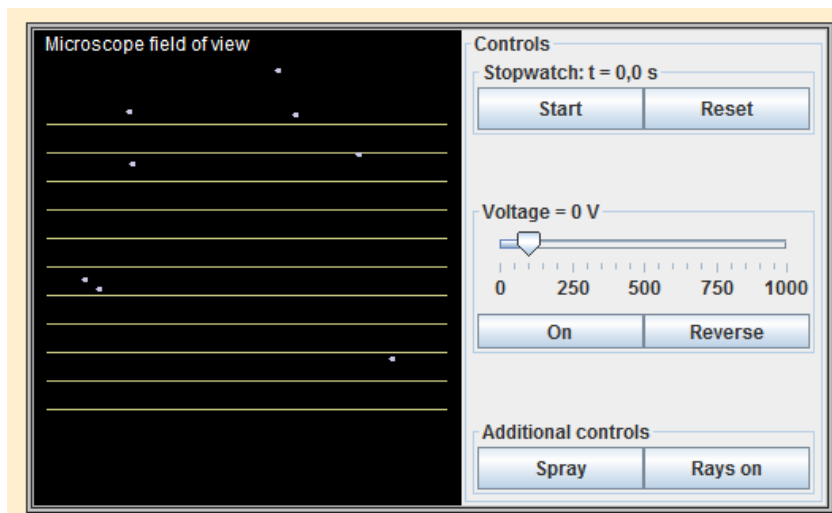 Microscope field of view
Controls
Stopwatch: t = 0,0 s
Start Reset
Voltage = 0 V
0 250 500 750 1000
On Reverse
Additional controls
Spray Rays on